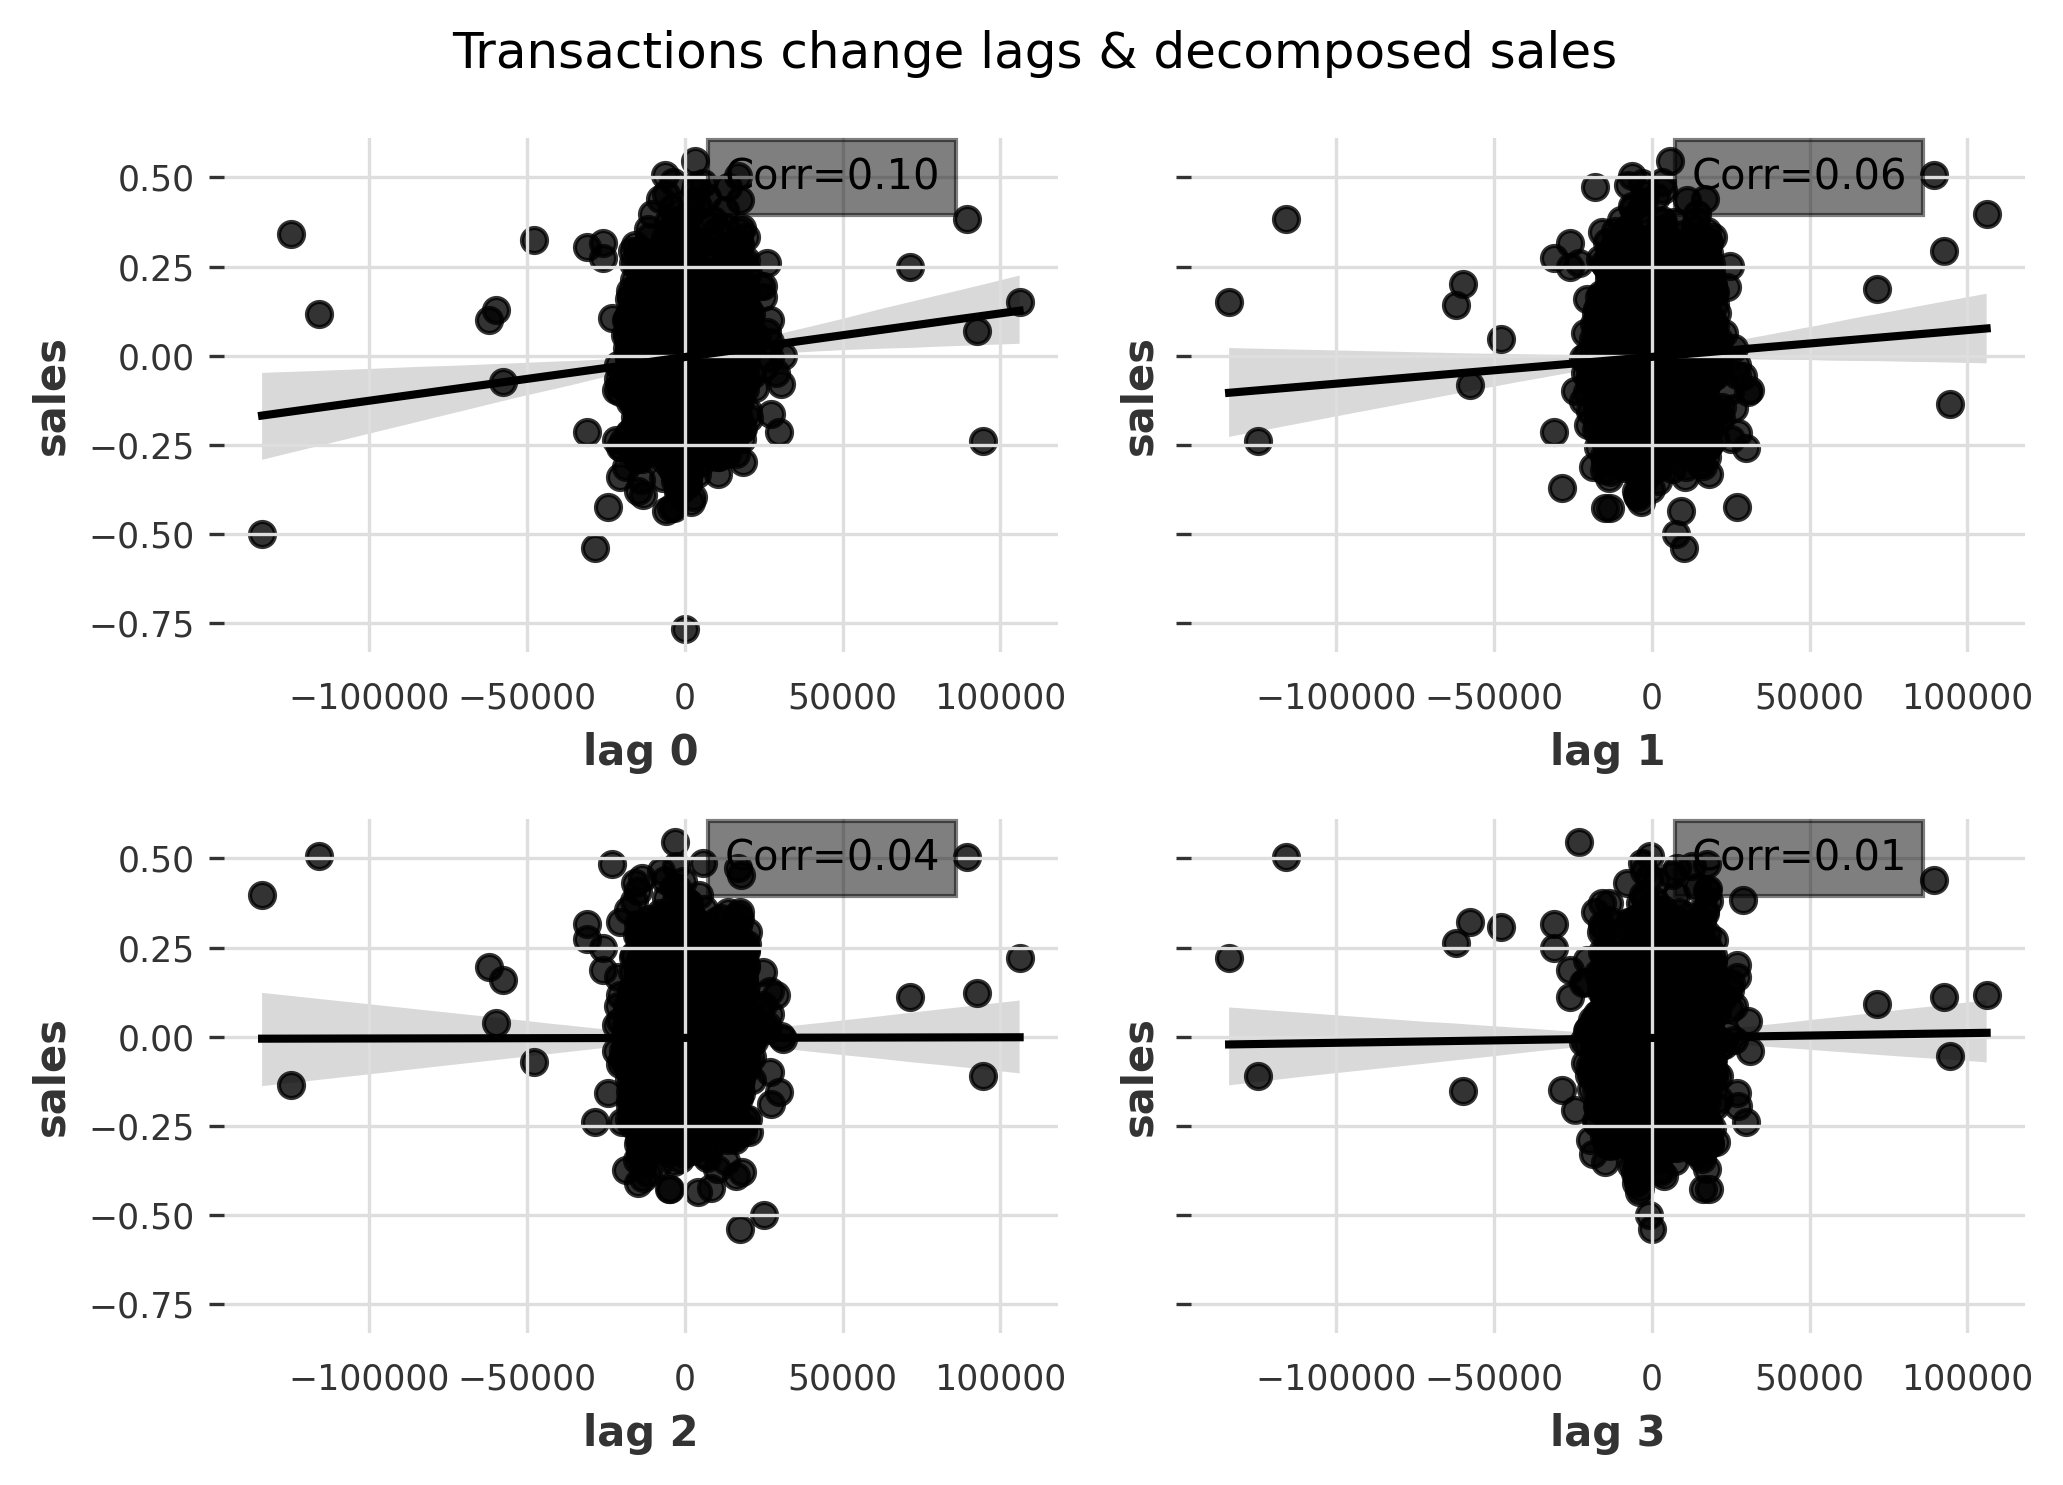 Transactions change lags & decomposed sales
Corr=0.10
0.50
0.25
0.00
−0.25
−0.50
−0.75
sales
−100000 −50000 0 50000 100000
lag 0
Corr=0.06
sales
−100000 −50000 0 50000 100000
lag 1
Corr=0.04
0.50
0.25
0.00
−0.25
−0.50
−0.75
sales
−100000 −50000 0 50000 100000
lag 2
Corr=0.01
sales
−100000 −50000 0 50000 100000
lag 3